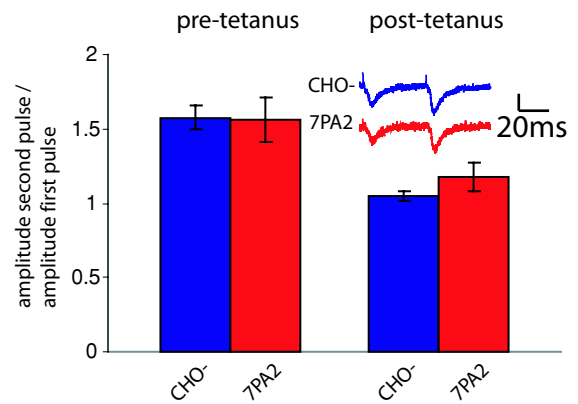 pre-tetanus post-tetanus
amplitude second pulse /
amplitude first pulse
2
1.5
1
0.5
0
CHO-
7PA2
20ms
CHO-
7PA2
CHO-
7PA2